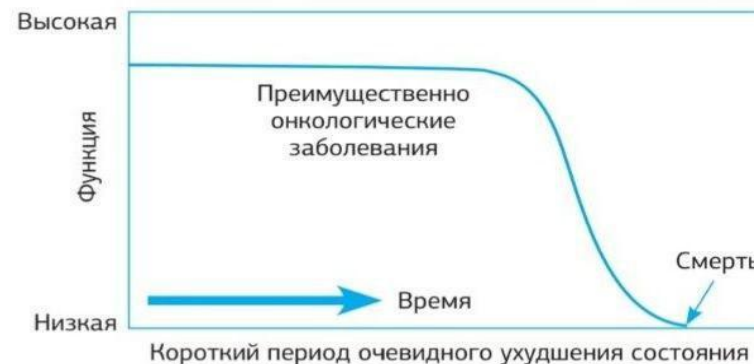 Высокая
Функция
Преимущественно
онкологические
заболевания
Смерть
Время
Низкая
Короткий период очевидного ухудшения состояния